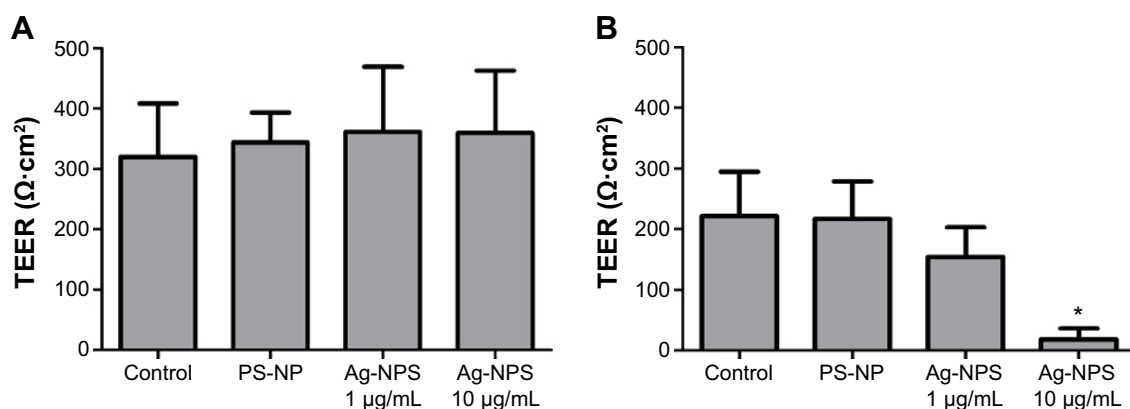 A
TEER (Ω·cm²)
500
400
300
200
100
0
Control
PS-NP
Ag-NPS
1 µg/mL
Ag-NPS
10 µg/mL
B
TEER (Ω·cm²)
500
400
300
200
100
0
*
Control
PS-NP
Ag-NPS
1 µg/mL
Ag-NPS
10 µg/mL